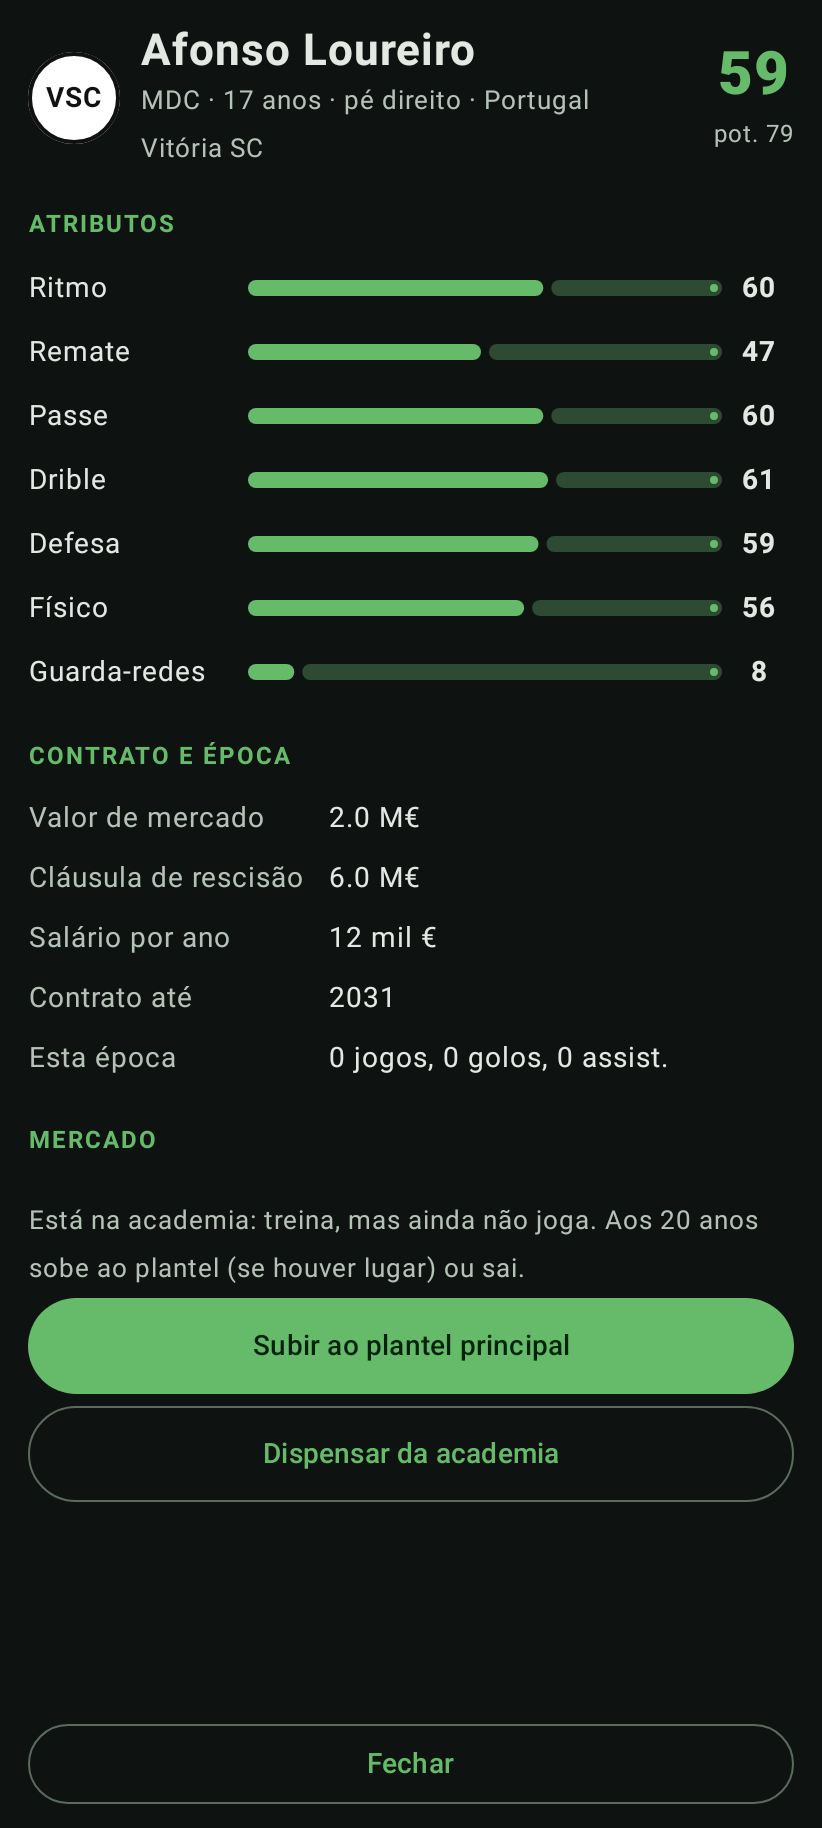 VSC
Afonso Loureiro
MDC · 17 anos · pé direito · Portugal
Vitória SC
59
pot. 79
ATRIBUTOS
Ritmo 60
Remate 47
Passe 60
Drible 61
Defesa 59
Físico 56
Guarda-redes 8
CONTRATO E ÉPOCA
Valor de mercado 2.0 M€
Cláusula de rescisão 6.0 M€
Salário por ano 12 mil €
Contrato até 2031
Esta época 0 jogos, 0 golos, 0 assist.
MERCADO
Está na academia: treina, mas ainda não joga. Aos 20 anos
sobe ao plantel (se houver lugar) ou sai.
Subir ao plantel principal
Dispensar da academia
Fechar